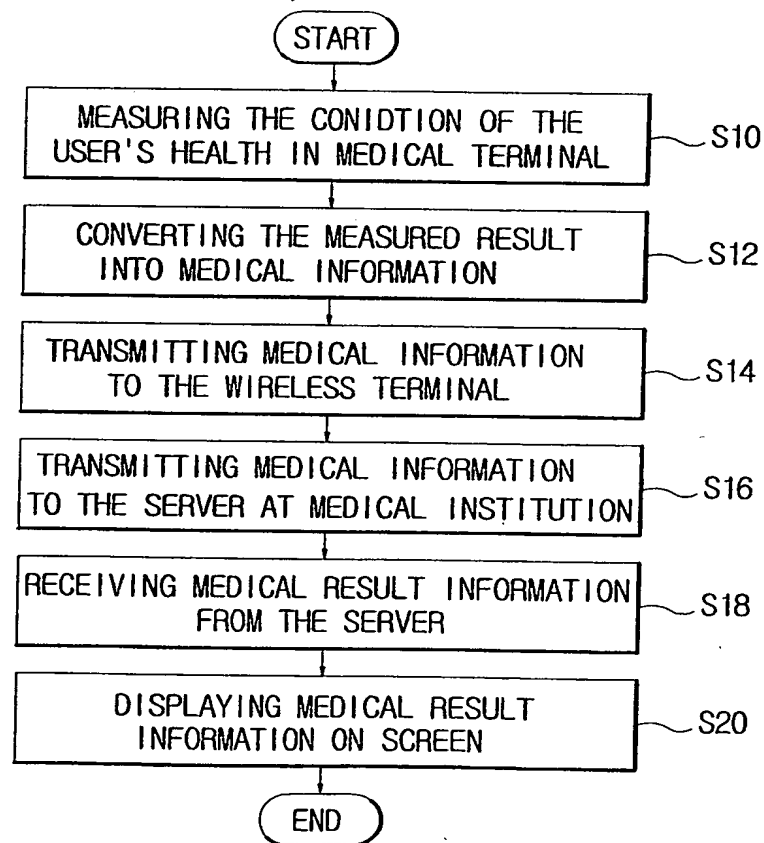 START
MEASURING THE CONIDTION OF THE
USER'S HEALTH IN MEDICAL TERMINAL
S10
CONVERTING THE MEASURED RESULT
INTO MEDICAL INFORMATION
S12
TRANSMITTING MEDICAL INFORMATION
TO THE WIRELESS TERMINAL
S14
TRANSMITTING MEDICAL INFORMATION
TO THE SERVER AT MEDICAL INSTITUTION
S16
RECEIVING MEDICAL RESULT INFORMATION
FROM THE SERVER
S18
DISPLAYING MEDICAL RESULT
INFORMATION ON SCREEN
S20
END